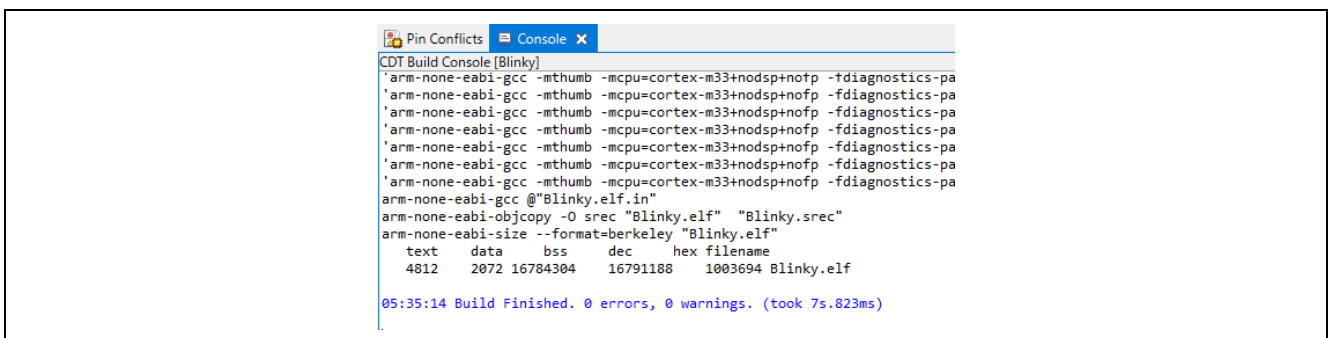 Pin Conflicts Console
CDT Build Console [Blinky]
'arm-none-eabi-gcc -mthumb -mcpu=cortex-m33+nodsp+nofp -fdiagnostics-pa
'arm-none-eabi-gcc -mthumb -mcpu=cortex-m33+nodsp+nofp -fdiagnostics-pa
'arm-none-eabi-gcc -mthumb -mcpu=cortex-m33+nodsp+nofp -fdiagnostics-pa
'arm-none-eabi-gcc -mthumb -mcpu=cortex-m33+nodsp+nofp -fdiagnostics-pa
'arm-none-eabi-gcc -mthumb -mcpu=cortex-m33+nodsp+nofp -fdiagnostics-pa
'arm-none-eabi-gcc -mthumb -mcpu=cortex-m33+nodsp+nofp -fdiagnostics-pa
'arm-none-eabi-gcc -mthumb -mcpu=cortex-m33+nodsp+nofp -fdiagnostics-pa
arm-none-eabi-gcc @"Blinky.elf.in"
arm-none-eabi-objcopy -O srec "Blinky.elf"  "Blinky.srec"
arm-none-eabi-size --format=berkeley "Blinky.elf"
text data bss dec hex filename
4812 2072 16784304 16791188 1003694 Blinky.elf
05:35:14 Build Finished. 0 errors, 0 warnings. (took 7s.823ms)